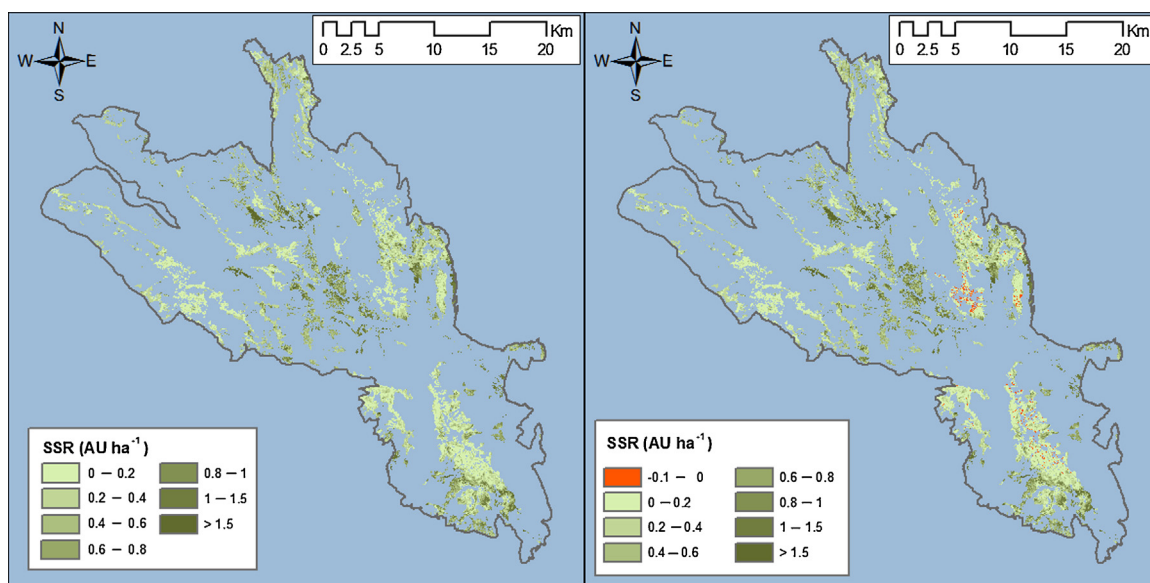 N
W E
S
0 2.5 5 10 15 20 Km
SSR (AU ha⁻¹)
0 – 0.2
0.2 – 0.4
0.4 – 0.6
0.6 – 0.8
0.8 – 1
1 – 1.5
> 1.5
N
W E
S
0 2.5 5 10 15 20 Km
SSR (AU ha⁻¹)
-0.1 – 0
0 – 0.2
0.2 – 0.4
0.4 – 0.6
0.6 – 0.8
0.8 – 1
1 – 1.5
> 1.5